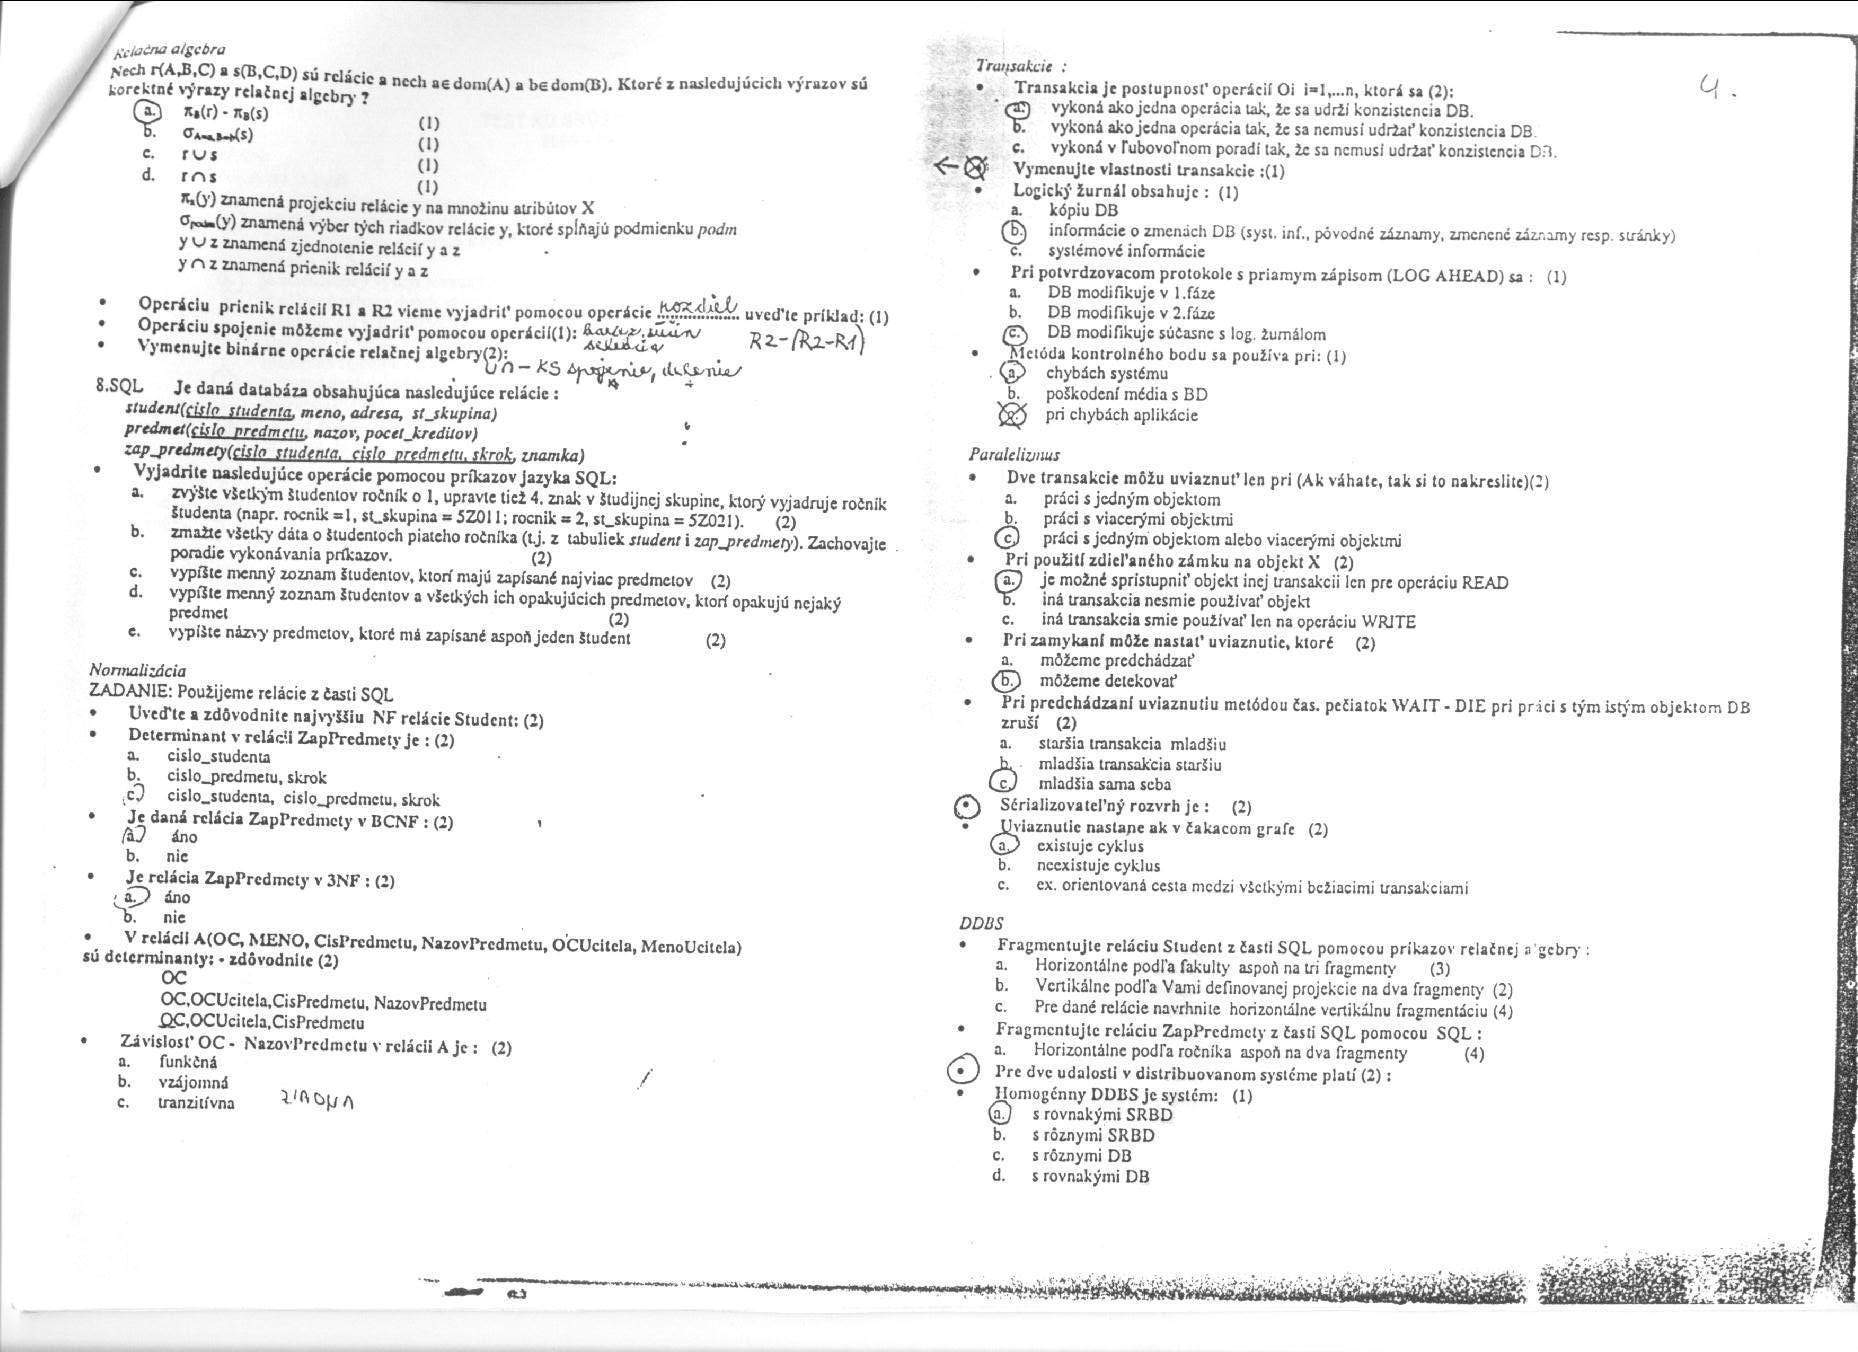 Relačná algebra
Nech r(A,B,C) a s(B,C,D) sú relácie a nech a∈dom(A) a b∈dom(B). Ktoré z nasledujúcich výrazov sú
korektné výrazy relačnej algebry ?
a. π_B(r) - π_B(s) (1)
b. σ_A=a,B=b(s) (1)
c. r ∪ s (1)
d. r ∩ s (1)
π_x(y) znamená projekciu relácie y na množinu atribútov X
σ_podm(y) znamená výber tých riadkov relácie y, ktoré spĺňajú podmienku podm
y ∪ z znamená zjednotenie relácií y a z
y ∩ z znamená prienik relácií y a z
• Operáciu prienik relácií R1 a R2 vieme vyjadriť pomocou operácie rozdiel uveďte príklad: (1)
• Operáciu spojenie môžeme vyjadriť pomocou operácií(1): selekcia R2-(R2-R1)
• Vymenujte binárne operácie relačnej algebry(2):
∪ ∩ - KS spojenie, delenie
8.SQL Je daná databáza obsahujúca nasledujúce relácie :
student(cislo_studenta, meno, adresa, st_skupina)
predmet(cislo_predmetu, nazov, pocet_kreditov)
zap_predmety(cislo_studenta, cislo_predmetu, skrok, znamka)
• Vyjadrite nasledujúce operácie pomocou príkazov jazyka SQL:
a. zvýšte všetkým študentov ročník o 1, upravte tiež 4. znak v študijnej skupine, ktorý vyjadruje ročník
študenta (napr. rocnik =1, st_skupina = 5Z011; rocnik = 2, st_skupina = 5Z021). (2)
b. zmažte všetky dáta o študentoch piateho ročníka (t.j. z tabuliek student i zap_predmety). Zachovajte
poradie vykonávania príkazov. (2)
c. vypíšte menný zoznam študentov, ktorí majú zapísané najviac predmetov (2)
d. vypíšte menný zoznam študentov a všetkých ich opakujúcich predmetov, ktorí opakujú nejaký
predmet (2)
e. vypíšte názvy predmetov, ktoré má zapísané aspoň jeden študent (2)
Normalizácia
ZADANIE: Použijeme relácie z časti SQL
• Uveďte a zdôvodnite najvyššiu NF relácie Student: (2)
• Determinant v relácii ZapPredmety je : (2)
a. cislo_studenta
b. cislo_predmetu, skrok
c. cislo_studenta, cislo_predmetu, skrok
• Je daná relácia ZapPredmety v BCNF : (2)
a. áno
b. nie
• Je relácia ZapPredmety v 3NF : (2)
a. áno
b. nie
• V relácii A(OC, MENO, CisPredmetu, NazovPredmetu, OCUcitela, MenoUcitela)
sú determinanty: - zdôvodnite (2)
OC
OC,OCUcitela,CisPredmetu, NazovPredmetu
OC,OCUcitela,CisPredmetu
• Závislosť OC - NazovPredmetu v relácii A je : (2)
a. funkčná
b. vzájomná
c. tranzitívna ŽIADNA
4.
Transakcie :
• Transakcia je postupnosť operácií Oi i=1,...n, ktorá sa (2):
a. vykoná ako jedna operácia tak, že sa udrží konzistencia DB.
b. vykoná ako jedna operácia tak, že sa nemusí udržať konzistencia DB.
c. vykoná v ľubovoľnom poradí tak, že sa nemusí udržať konzistencia DB.
← Vymenujte vlastnosti transakcie :(1)
• Logický žurnál obsahuje : (1)
a. kópiu DB
b. informácie o zmenách DB (syst. inf., pôvodné záznamy, zmenené záznamy resp. stránky)
c. systémové informácie
• Pri potvrdzovacom protokole s priamym zápisom (LOG AHEAD) sa : (1)
a. DB modifikuje v 1.fáze
b. DB modifikuje v 2.fáze
c. DB modifikuje súčasne s log. žurnálom
• Metóda kontrolného bodu sa používa pri: (1)
a. chybách systému
b. poškodení média s BD
c. pri chybách aplikácie
Paralelizmus
• Dve transakcie môžu uviaznuť len pri (Ak váhate, tak si to nakreslite)(2)
a. práci s jedným objektom
b. práci s viacerými objektmi
c. práci s jedným objektom alebo viacerými objektmi
• Pri použití zdieľaného zámku na objekt X (2)
a. je možné sprístupniť objekt inej transakcii len pre operáciu READ
b. iná transakcia nesmie používať objekt
c. iná transakcia smie používať len na operáciu WRITE
• Pri zamykaní môže nastať uviaznutie, ktoré (2)
a. môžeme predchádzať
b. môžeme detekovať
• Pri predchádzaní uviaznutiu metódou čas. pečiatok WAIT - DIE pri práci s tým istým objektom DB
zruší (2)
a. staršia transakcia mladšiu
b. mladšia transakcia staršiu
c. mladšia sama seba
• Sérializovateľný rozvrh je : (2)
• Uviaznutie nastane ak v čakacom grafe (2)
a. existuje cyklus
b. neexistuje cyklus
c. ex. orientovaná cesta medzi všetkými bežiacimi transakciami
DDBS
• Fragmentujte reláciu Student z časti SQL pomocou príkazov relačnej algebry :
a. Horizontálne podľa fakulty aspoň na tri fragmenty (3)
b. Vertikálne podľa Vami definovanej projekcie na dva fragmenty (2)
c. Pre dané relácie navrhnite horizontálne vertikálnu fragmentáciu (4)
• Fragmentujte reláciu ZapPredmety z časti SQL pomocou SQL :
a. Horizontálne podľa ročníka aspoň na dva fragmenty (4)
• Pre dve udalosti v distribuovanom systéme platí (2) :
• Homogénny DDBS je systém: (1)
a. s rovnakými SRBD
b. s rôznymi SRBD
c. s rôznymi DB
d. s rovnakými DB